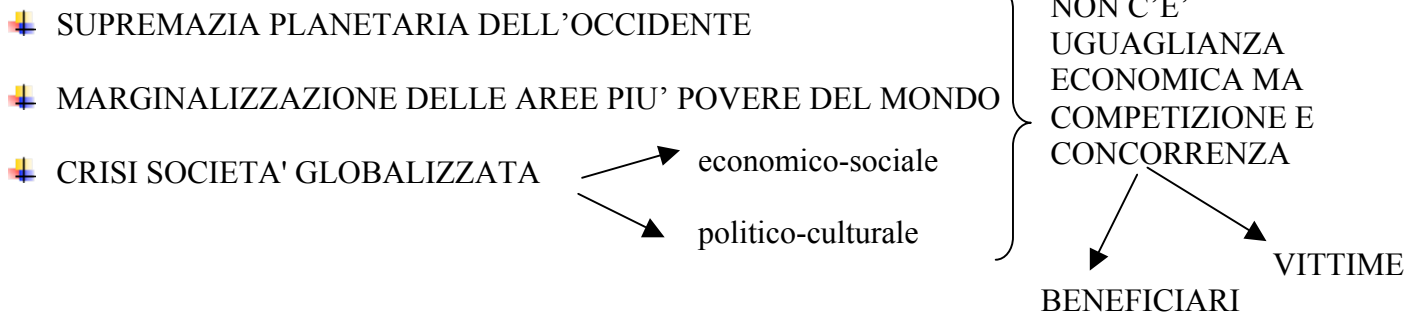 SUPREMAZIA PLANETARIA DELL’OCCIDENTE
MARGINALIZZAZIONE DELLE AREE PIU’ POVERE DEL MONDO
CRISI SOCIETA' GLOBALIZZATA
economico-sociale
politico-culturale
NON C’E’
UGUAGLIANZA
ECONOMICA MA
COMPETIZIONE E
CONCORRENZA
BENEFICIARI
VITTIME